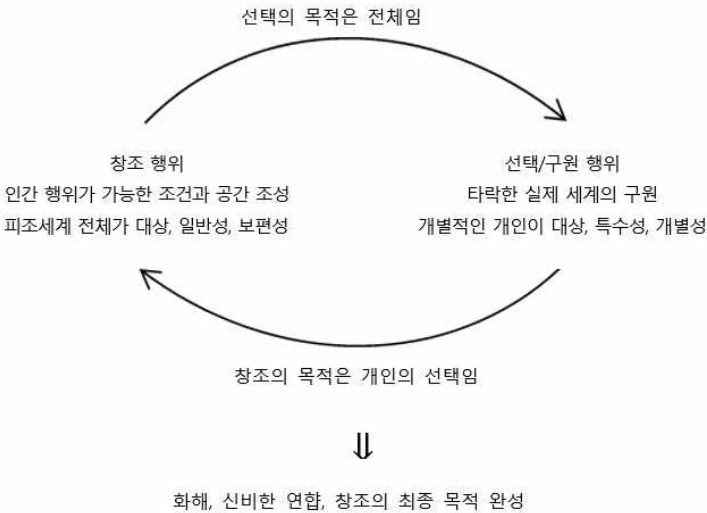 선택의 목적은 전체임
창조 행위
인간 행위가 가능한 조건과 공간 조성
피조세계 전체가 대상, 일반성, 보편성
선택/구원 행위
타락한 실제 세계의 구원
개별적인 개인이 대상, 특수성, 개별성
창조의 목적은 개인의 선택임
화해, 신비한 연합, 창조의 최종 목적 완성